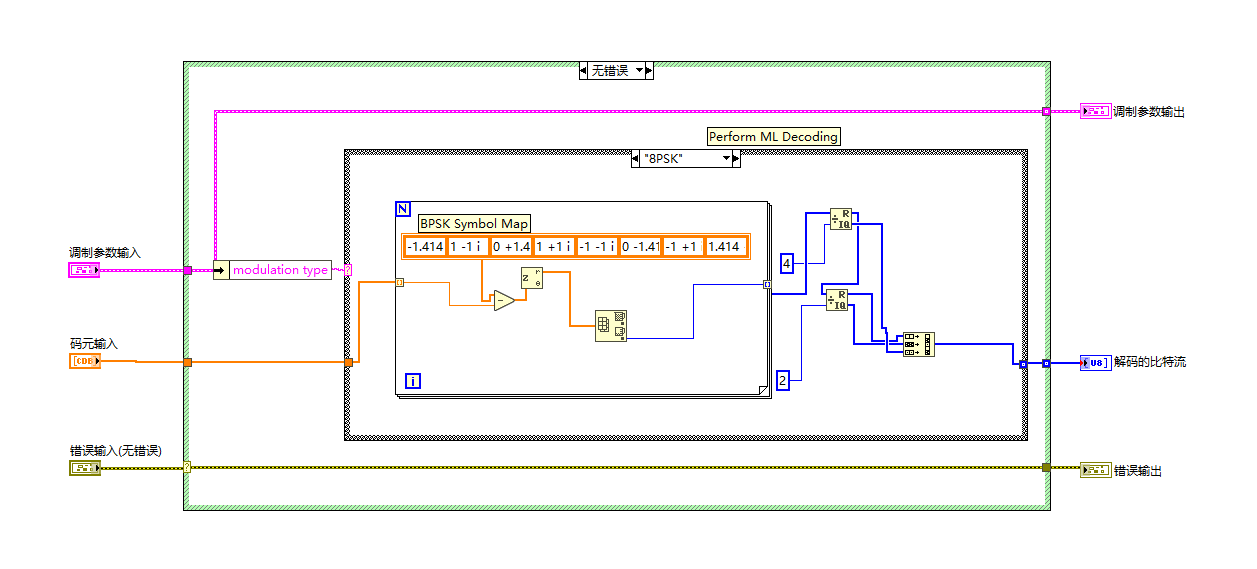 无错误
调制参数输出
Perform ML Decoding
"8PSK"
N
BPSK Symbol Map
-1.414
1 -1 i
0 +1.4
1 +1 i
-1 -1 i
0 -1.41
-1 +1
1.414
R
IQ
调制参数输入
modulation type
4
z
r
θ
-
R
IQ
码元输入
[CDB]
i
2
U8]
解码的比特流
错误输入(无错误)
错误输出